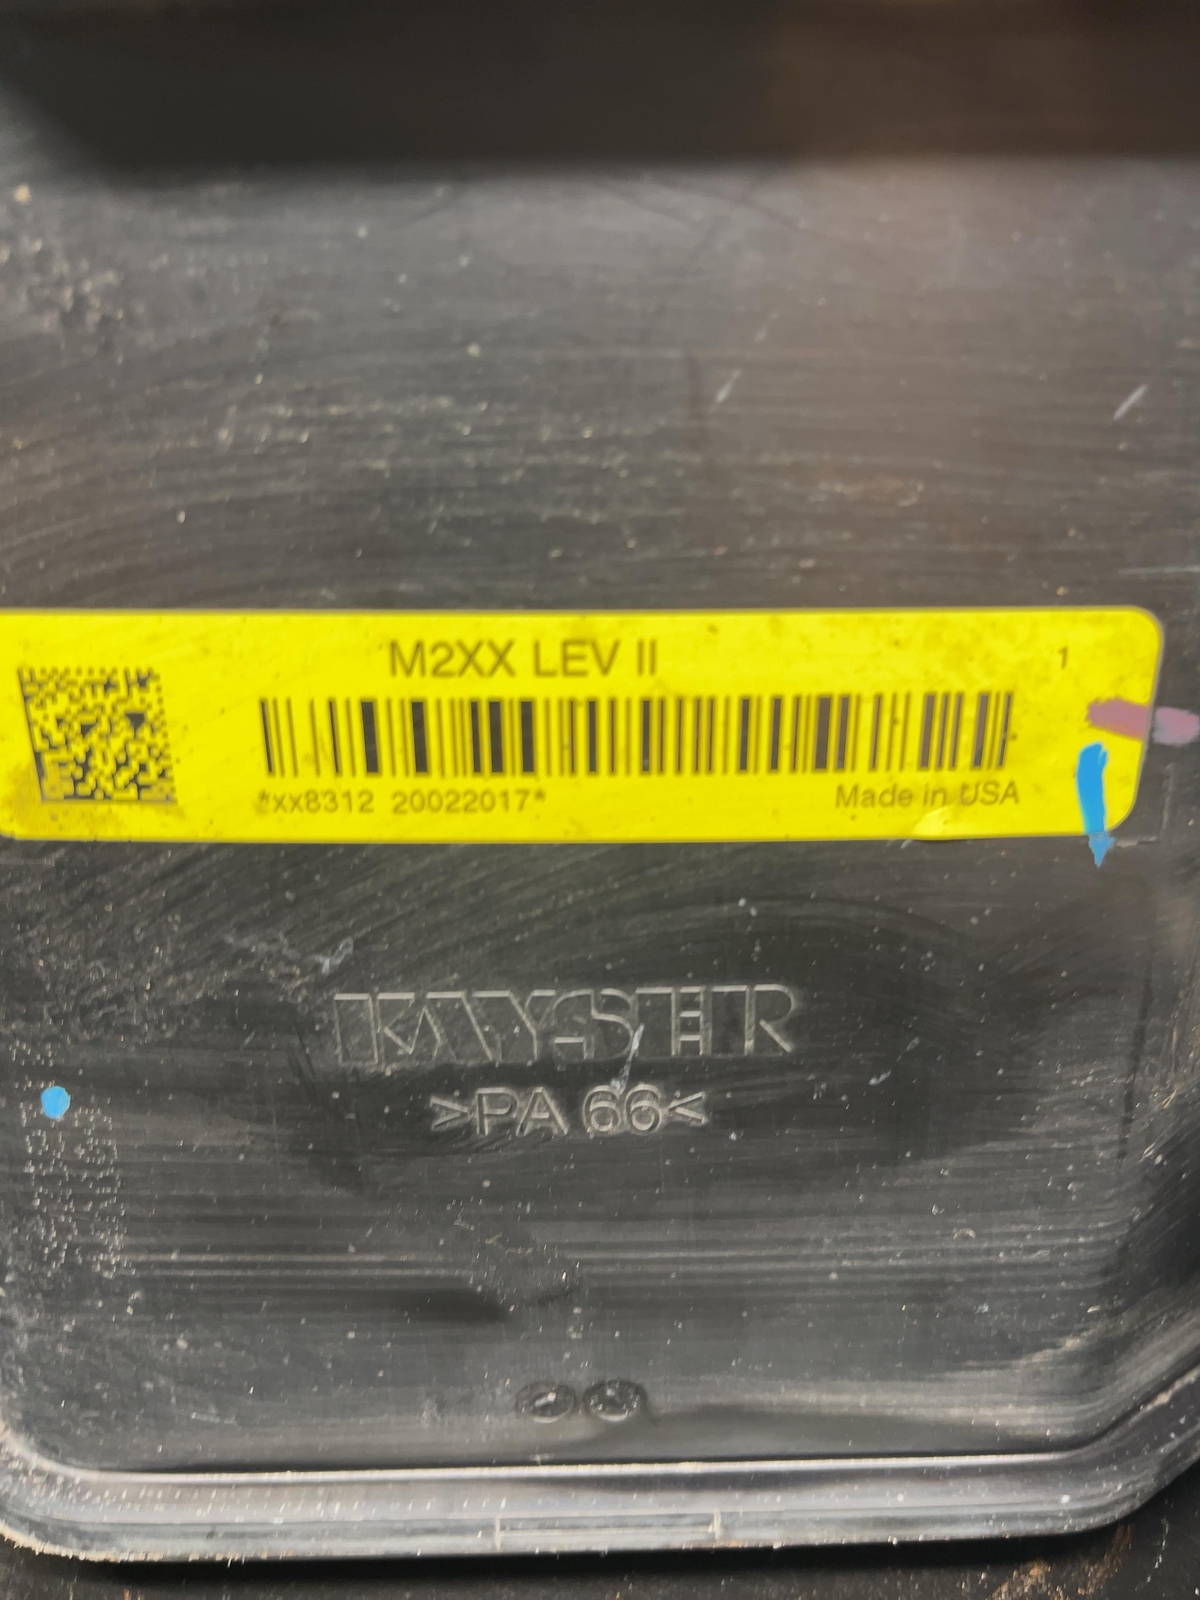 M2XX LEV II
1
*xx8312 20022017*
Made in USA
KAYSER
>PA 66<